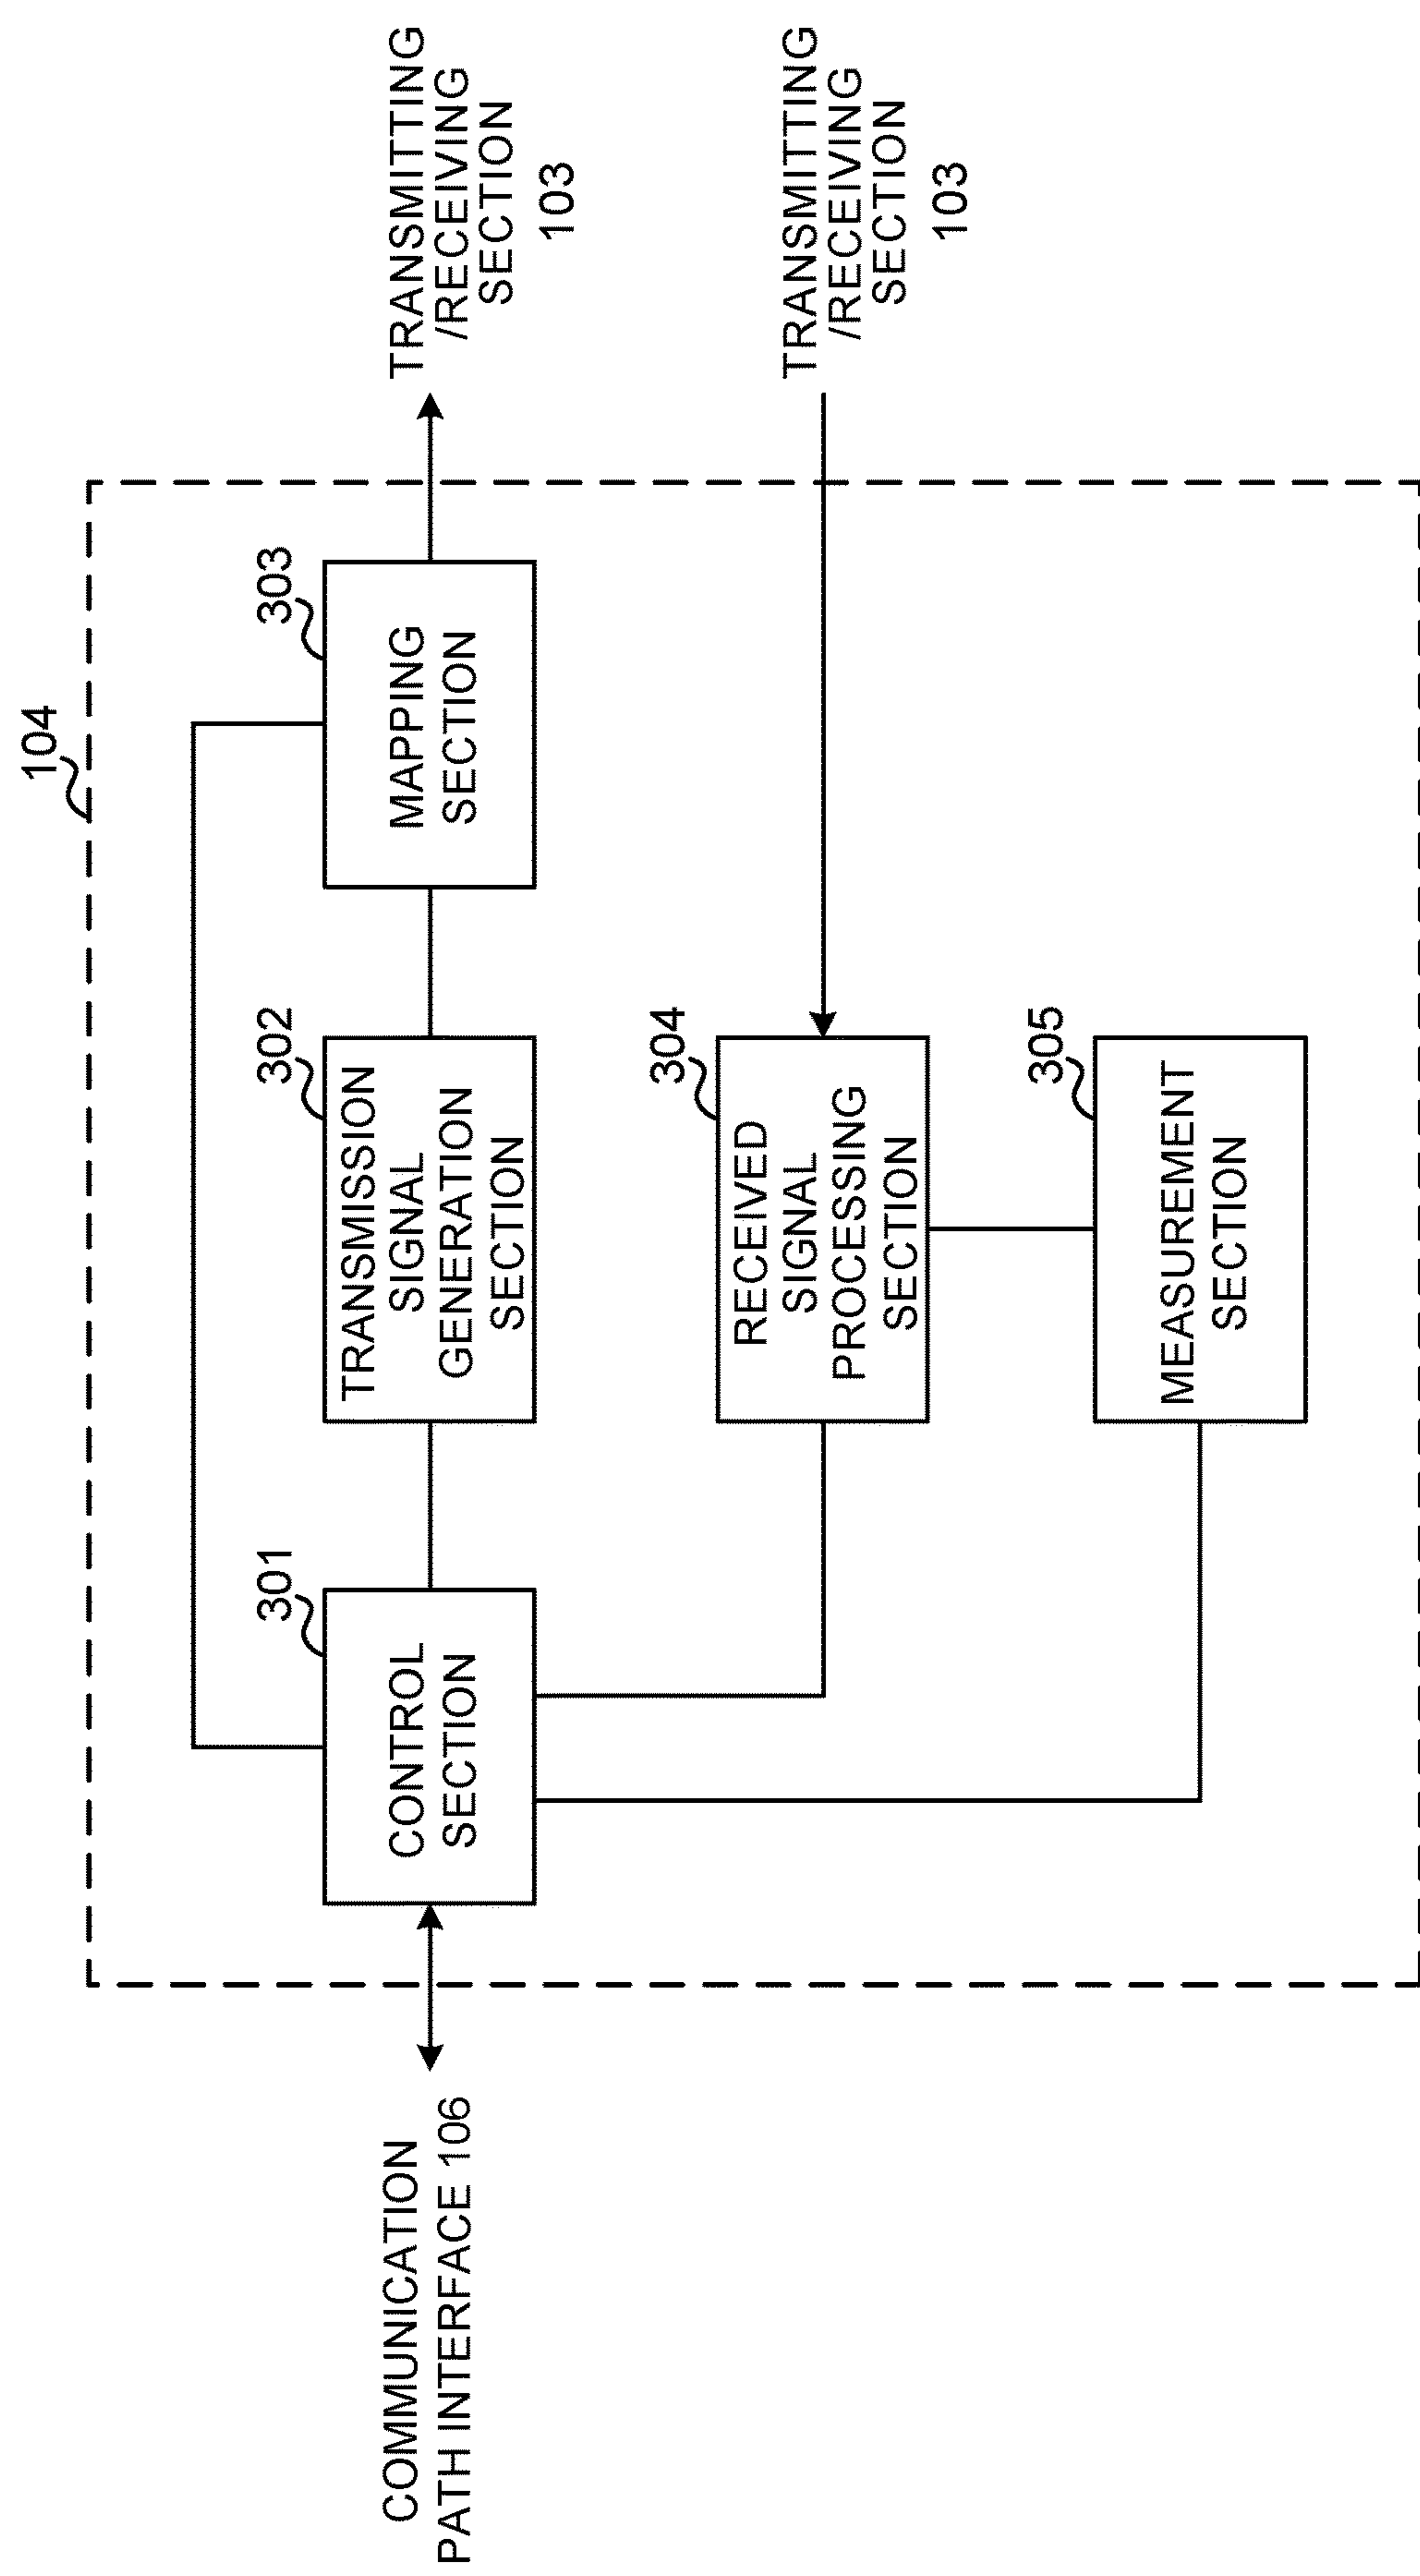 104
COMMUNICATION
PATH INTERFACE 106
301
CONTROL
SECTION
302
TRANSMISSION
SIGNAL
GENERATION
SECTION
303
MAPPING
SECTION
TRANSMITTING
/RECEIVING
SECTION
103
304
RECEIVED
SIGNAL
PROCESSING
SECTION
TRANSMITTING
/RECEIVING
SECTION
103
305
MEASUREMENT
SECTION